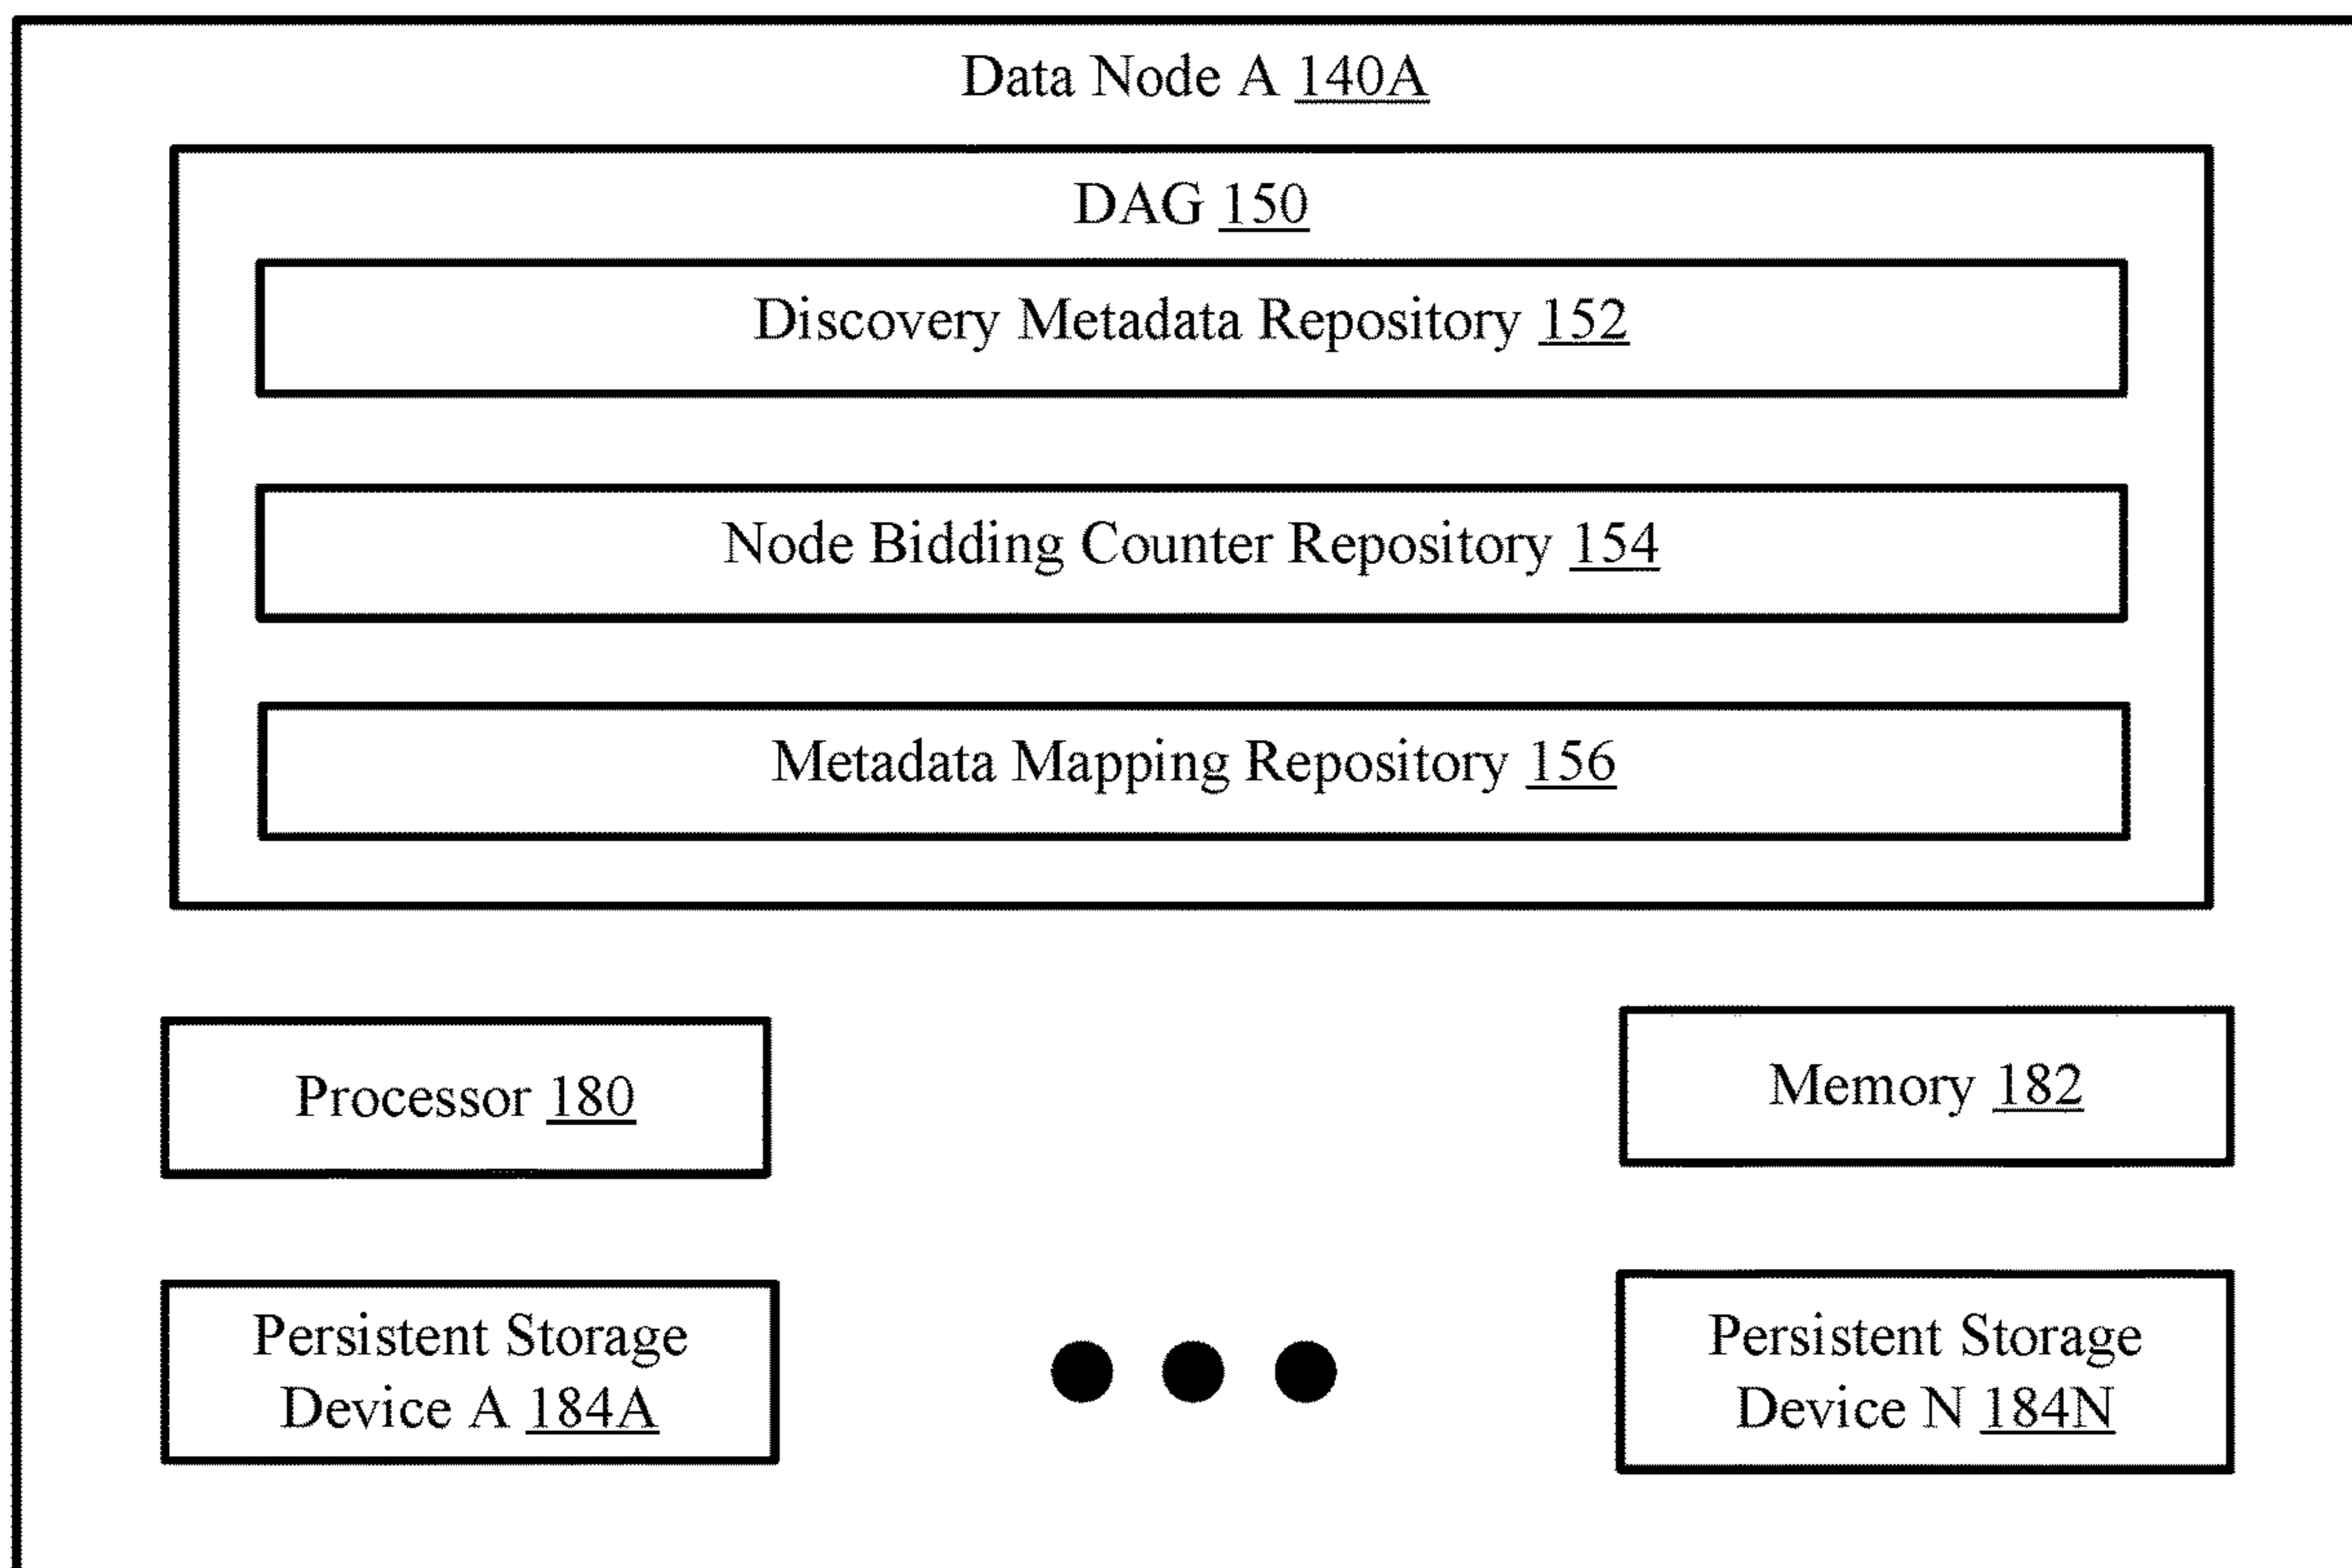 Data Node A 140A
DAG 150
Discovery Metadata Repository 152
Node Bidding Counter Repository 154
Metadata Mapping Repository 156
Processor 180
Memory 182
Persistent Storage
Device A 184A
Persistent Storage
Device N 184N